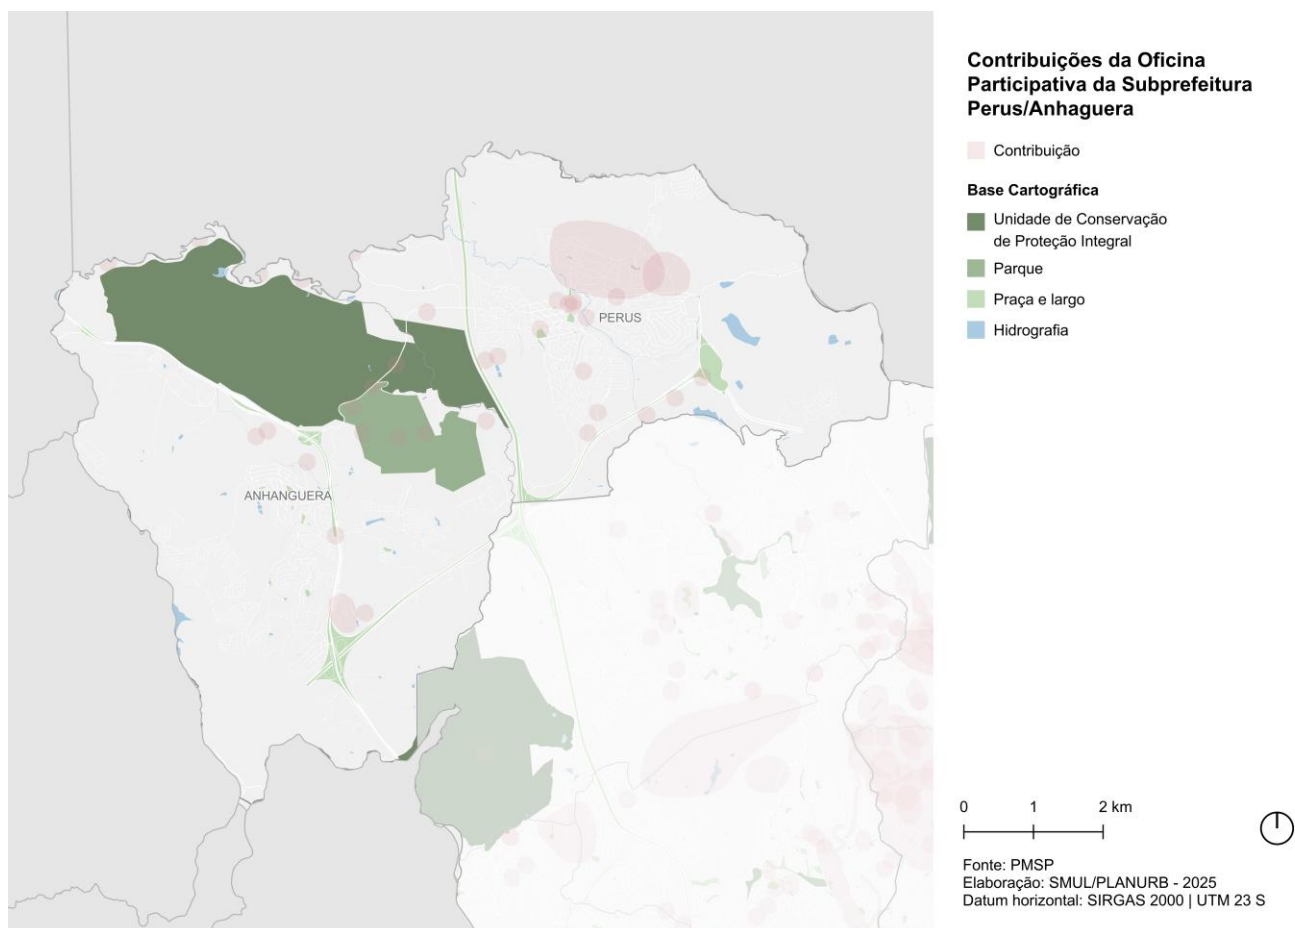 Contribuições da Oficina
Participativa da Subprefeitura
Perus/Anhaguera
Contribuição
Base Cartográfica
Unidade de Conservação
de Proteção Integral
Parque
Praça e largo
Hidrografia
PERUS
ANHANGUERA
0 1 2 km
Fonte: PMSP
Elaboração: SMUL/PLANURB - 2025
Datum horizontal: SIRGAS 2000 | UTM 23 S